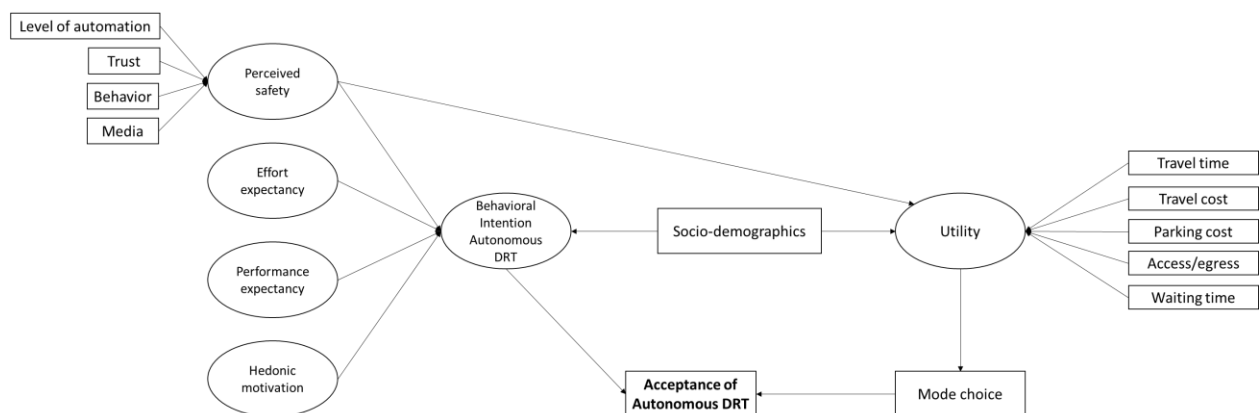 Level of automation
Trust
Behavior
Media
Perceived
safety
Effort
expectancy
Performance
expectancy
Hedonic
motivation
Behavioral
Intention
Autonomous
DRT
Socio-demographics
Utility
Travel time
Travel cost
Parking cost
Access/egress
Waiting time
Acceptance of
Autonomous DRT
Mode choice